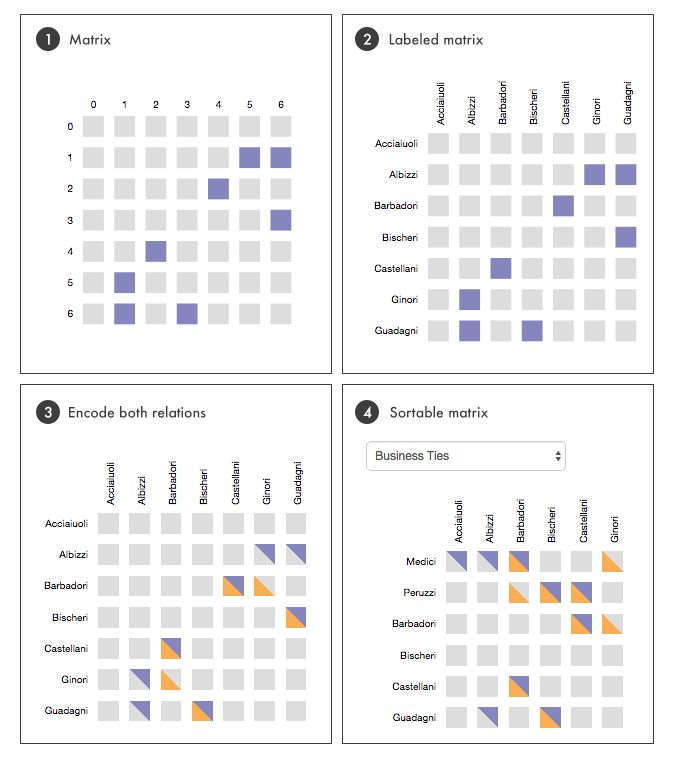 1 Matrix
0 1 2 3 4 5 6
0
1
2
3
4
5
6
2 Labeled matrix
Acciaiuoli Albizzi Barbadori Bischeri Castellani Ginori Guadagni
Acciaiuoli
Albizzi
Barbadori
Bischeri
Castellani
Ginori
Guadagni
3 Encode both relations
Acciaiuoli Albizzi Barbadori Bischeri Castellani Ginori Guadagni
Acciaiuoli
Albizzi
Barbadori
Bischeri
Castellani
Ginori
Guadagni
4 Sortable matrix
Business Ties
Acciaiuoli Albizzi Barbadori Bischeri Castellani Ginori
Medici
Peruzzi
Barbadori
Bischeri
Castellani
Guadagni